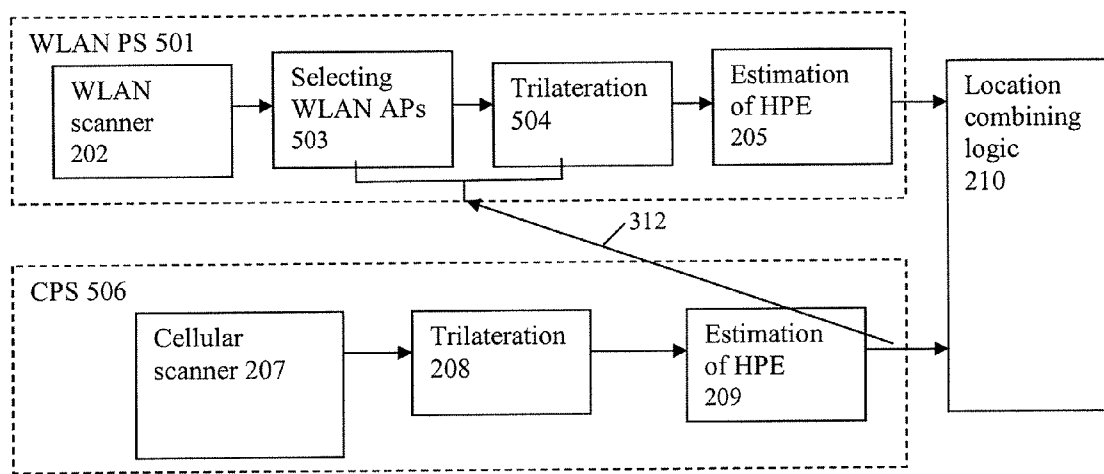 WLAN PS 501
WLAN
scanner
202
Selecting
WLAN APs
503
Trilateration
504
Estimation
of HPE
205
Location
combining
logic
210
312
CPS 506
Cellular
scanner 207
Trilateration
208
Estimation
of HPE
209